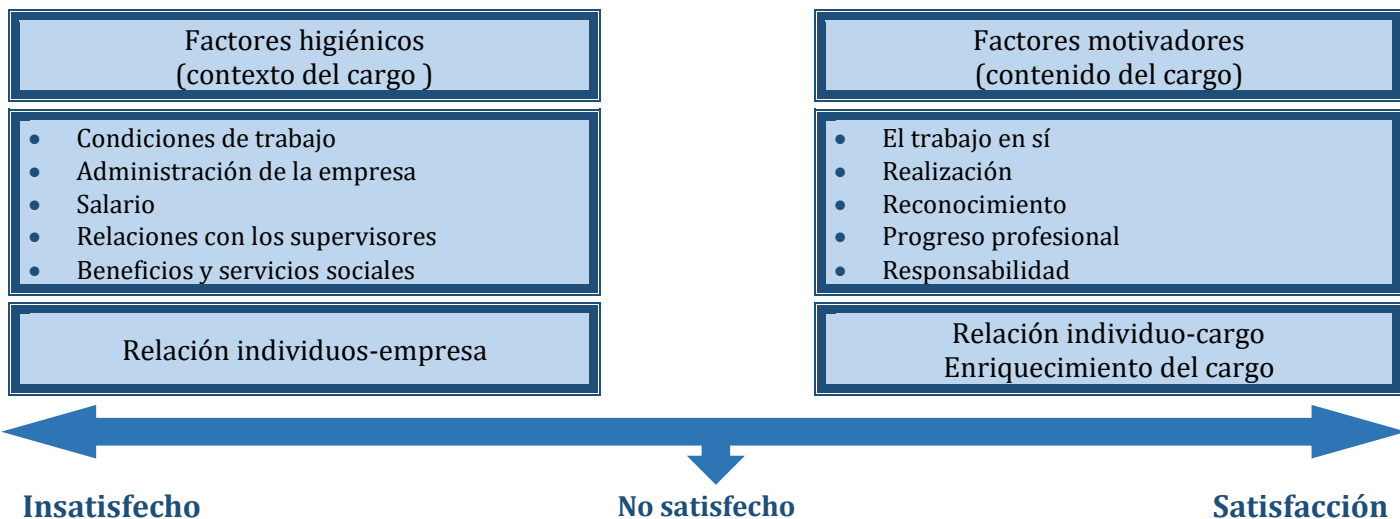 Factores higiénicos
(contexto del cargo )
• Condiciones de trabajo
• Administración de la empresa
• Salario
• Relaciones con los supervisores
• Beneficios y servicios sociales
Relación individuos-empresa
Factores motivadores
(contenido del cargo)
• El trabajo en sí
• Realización
• Reconocimiento
• Progreso profesional
• Responsabilidad
Relación individuo-cargo
Enriquecimiento del cargo
Insatisfecho
No satisfecho
Satisfacción